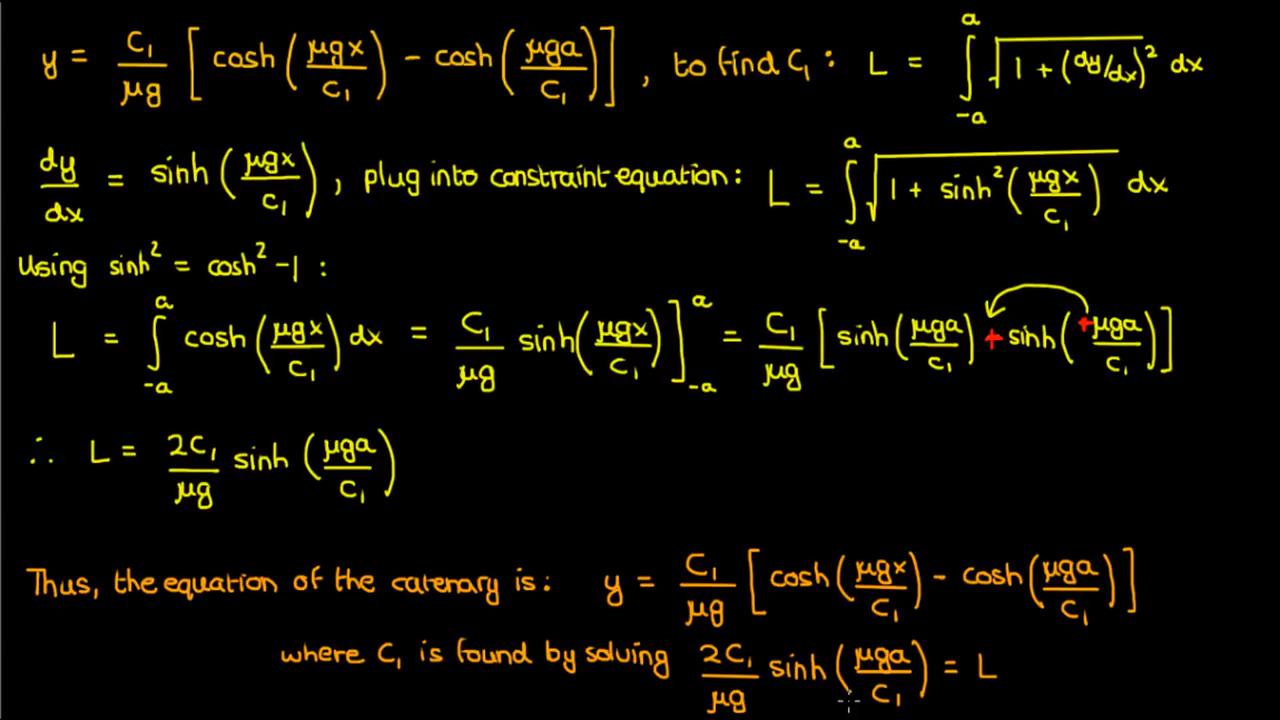 y = C₁/μg [cosh(μgx/C₁) - cosh(μga/C₁)], to find C₁: L = ∫₋ₐᵃ √(1 + (dy/dx)²) dx
dy/dx = sinh(μgx/C₁), plug into constraint equation: L = ∫₋ₐᵃ √(1 + sinh²(μgx/C₁)) dx
Using sinh² = cosh² - 1 :
L = ∫₋ₐᵃ cosh(μgx/C₁) dx = C₁/μg sinh(μgx/C₁)]₋ₐᵃ = C₁/μg [sinh(μga/C₁) + sinh(+μga/C₁)]
∴ L = 2C₁/μg sinh(μga/C₁)
Thus, the equation of the catenary is: y = C₁/μg [cosh(μgx/C₁) - cosh(μga/C₁)]
where C₁ is found by solving 2C₁/μg sinh(μga/C₁) = L